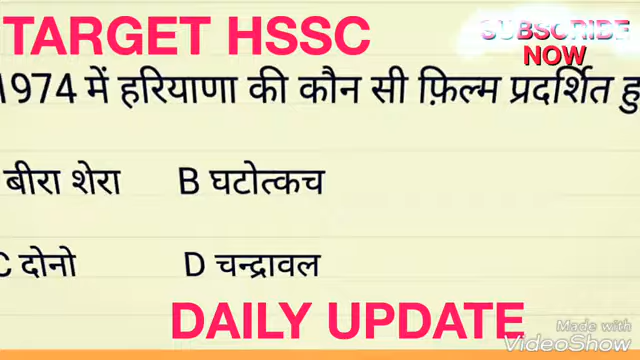 TARGET HSSC
SUBSCRIBE
NOW
1974 में हरियाणा की कौन सी फ़िल्म प्रदर्शित हु
बीरा शेरा B घटोत्कच
C दोनो D चन्द्रावल
DAILY UPDATE
Made with
VideoShow